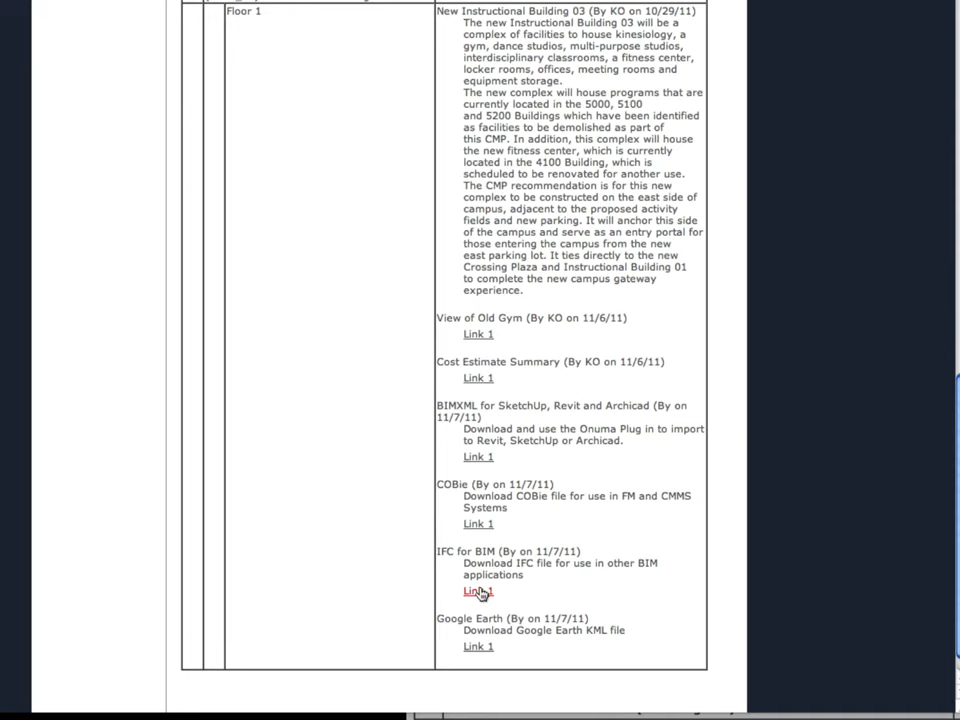 Floor 1
New Instructional Building 03 (By KO on 10/29/11)
The new Instructional Building 03 will be a
complex of facilities to house kinesiology, a
gym, dance studios, multi-purpose studios,
interdisciplinary classrooms, a fitness center,
locker rooms, offices, meeting rooms and
equipment storage.
The new complex will house programs that are
currently located in the 5000, 5100
and 5200 Buildings which have been identified
as facilities to be demolished as part of
this CMP. In addition, this complex will house
the new fitness center, which is currently
located in the 4100 Building, which is
scheduled to be renovated for another use.
The CMP recommendation is for this new
complex to be constructed on the east side of
campus, adjacent to the proposed activity
fields and new parking. It will anchor this side
of the campus and serve as an entry portal for
those entering the campus from the new
east parking lot. It ties directly to the new
Crossing Plaza and Instructional Building 01
to complete the new campus gateway
experience.
View of Old Gym (By KO on 11/6/11)
Link 1
Cost Estimate Summary (By KO on 11/6/11)
Link 1
BIMXML for SketchUp, Revit and Archicad (By on
11/7/11)
Download and use the Onuma Plug in to import
to Revit, SketchUp or Archicad.
Link 1
COBie (By on 11/7/11)
Download COBie file for use in FM and CMMS
Systems
Link 1
IFC for BIM (By on 11/7/11)
Download IFC file for use in other BIM
applications
Link 1
Google Earth (By on 11/7/11)
Download Google Earth KML file
Link 1